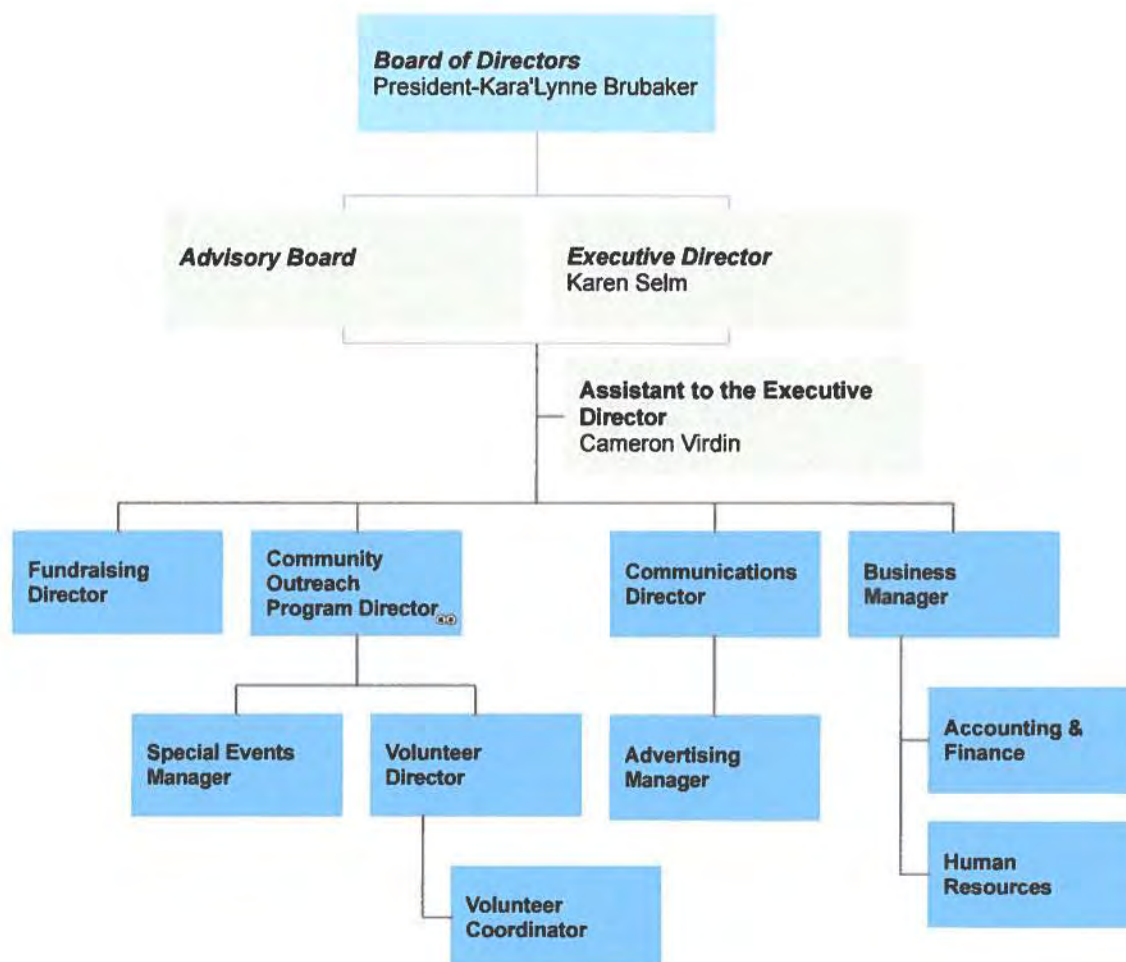 Board of Directors
President-Kara'Lynne Brubaker
Advisory Board
Executive Director
Karen Selm
Assistant to the Executive
Director
Cameron Virdin
Fundraising
Director
Community
Outreach
Program Director
Communications
Director
Business
Manager
Special Events
Manager
Volunteer
Director
Advertising
Manager
Accounting &
Finance
Human
Resources
Volunteer
Coordinator